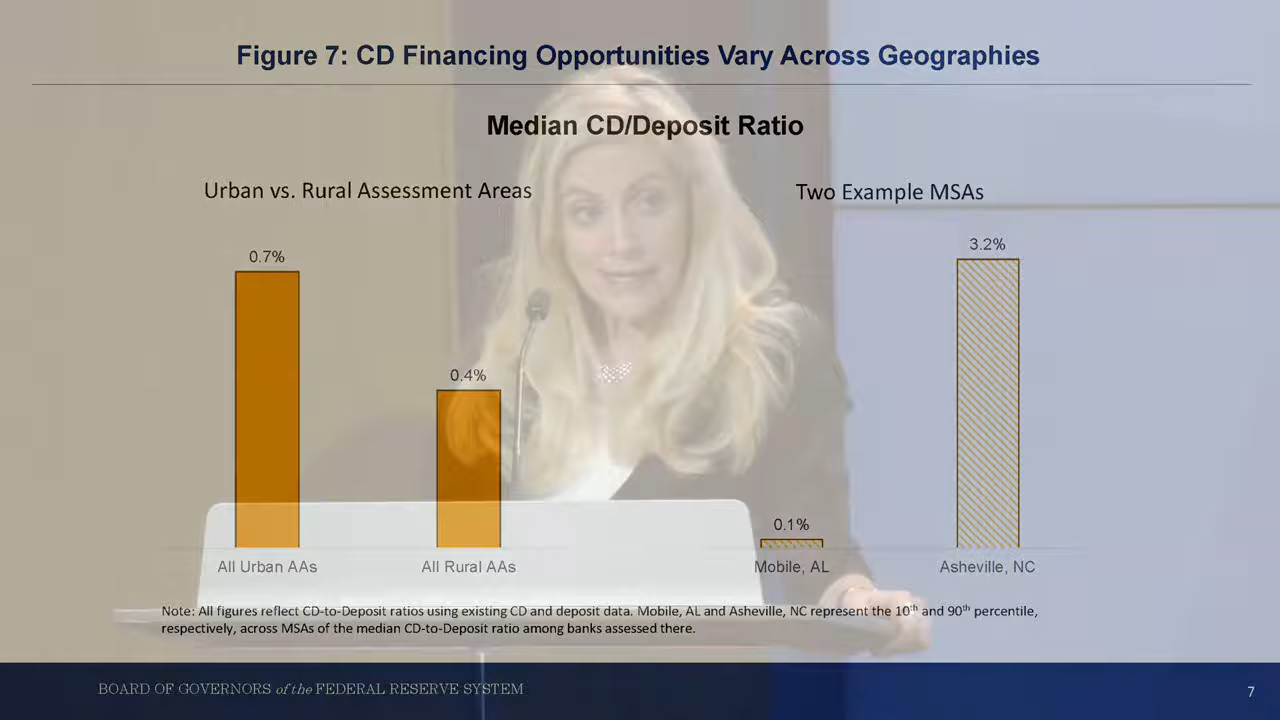 Figure 7: CD Financing Opportunities Vary Across Geographies
Median CD/Deposit Ratio
Urban vs. Rural Assessment Areas
0.7%
0.4%
All Urban AAs
All Rural AAs
Two Example MSAs
0.1%
3.2%
Mobile, AL
Asheville, NC
Note: All figures reflect CD-to-Deposit ratios using existing CD and deposit data. Mobile, AL and Asheville, NC represent the 10th and 90th percentile,
respectively, across MSAs of the median CD-to-Deposit ratio among banks assessed there.
BOARD OF GOVERNORS of the FEDERAL RESERVE SYSTEM
7